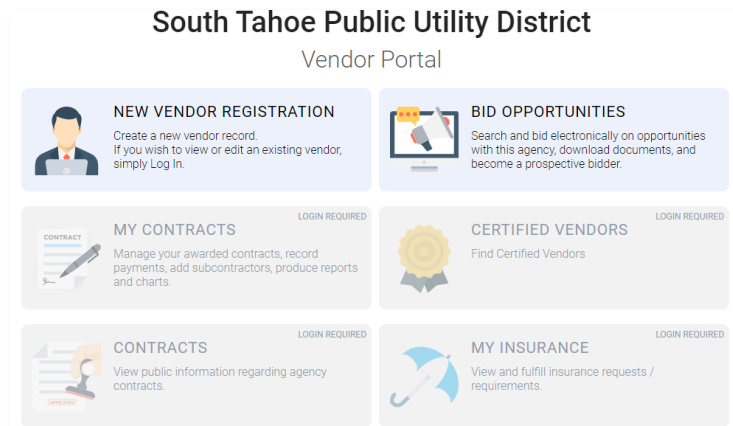 South Tahoe Public Utility District
Vendor Portal
NEW VENDOR REGISTRATION
Create a new vendor record.
If you wish to view or edit an existing vendor,
simply Log In.
BID OPPORTUNITIES
Search and bid electronically on opportunities
with this agency, download documents, and
become a prospective bidder.
LOGIN REQUIRED
CONTRACT
MY CONTRACTS
Manage your awarded contracts, record
payments, add subcontractors, produce reports
and charts.
LOGIN REQUIRED
CERTIFIED VENDORS
Find Certified Vendors
LOGIN REQUIRED
CONTRACTS
View public information regarding agency
contracts.
LOGIN REQUIRED
MY INSURANCE
View and fulfill insurance requests /
requirements.